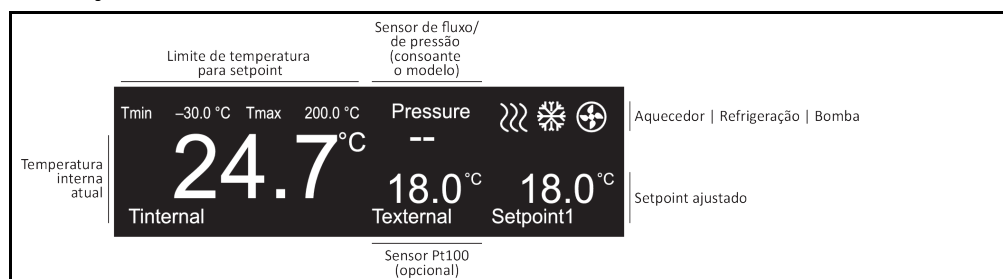 Sensor de fluxo/
de pressão
(consoante
o modelo)
Limite de temperatura
para setpoint
Tmin –30.0 °C Tmax 200.0 °C
Pressure
--
Aquecedor | Refrigeração | Bomba
Temperatura
interna
atual
24.7 °C
Tinternal
18.0 °C
Texternal
18.0 °C
Setpoint1
Setpoint ajustado
Sensor Pt100
(opcional)